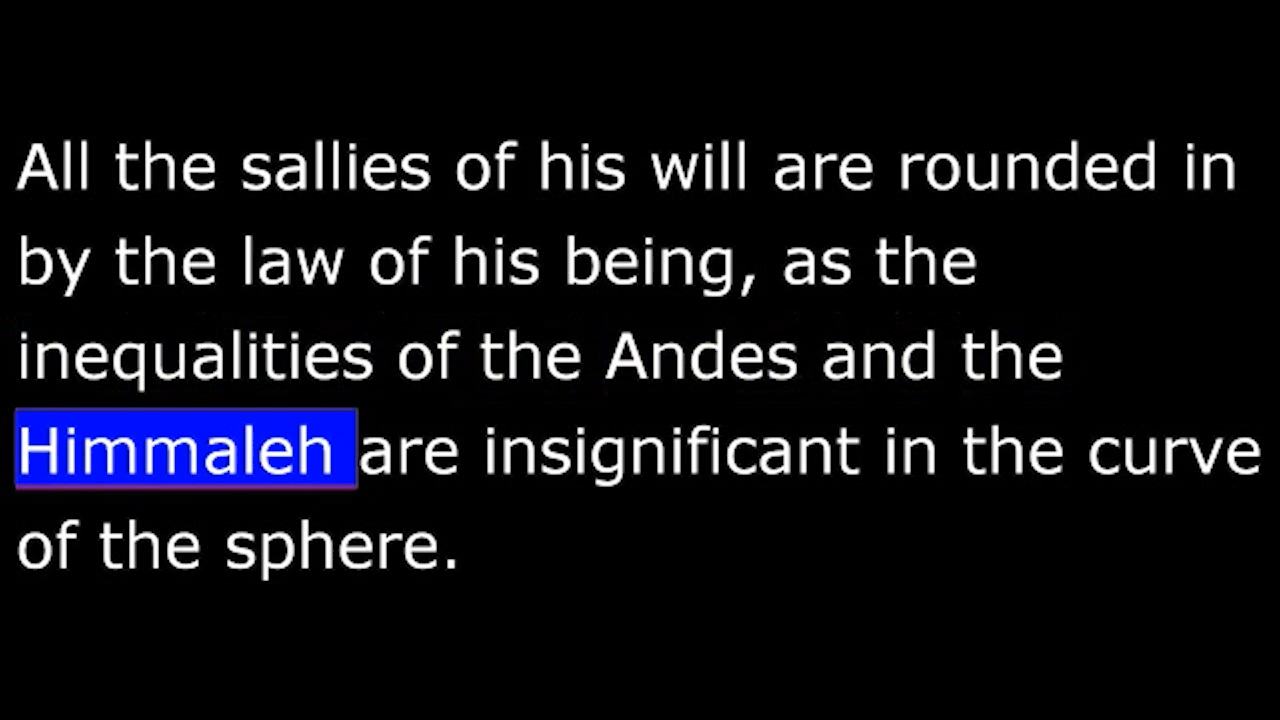 All the sallies of his will are rounded in
by the law of his being, as the
inequalities of the Andes and the
Himmaleh are insignificant in the curve
of the sphere.